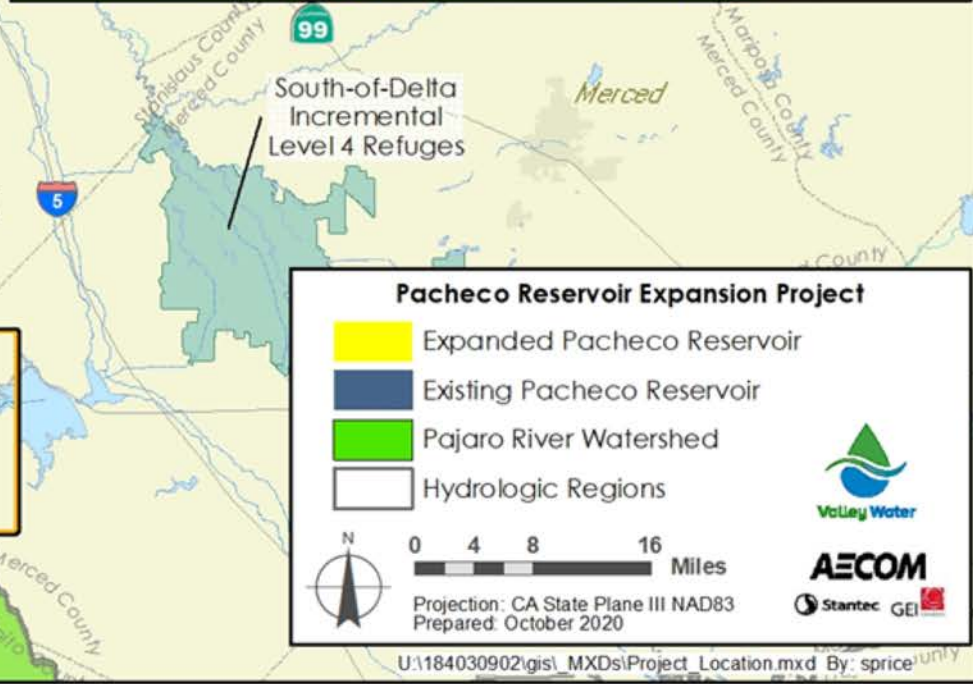 99
Stanislaus County
Merced County
South-of-Delta
Incremental
Level 4 Refuges
Merced
Mariposa County
Merced County
5
County
Pacheco Reservoir Expansion Project
Expanded Pacheco Reservoir
Existing Pacheco Reservoir
Pajaro River Watershed
Hydrologic Regions
Valley Water
N
0 4 8 16
Miles
AECOM
Projection: CA State Plane III NAD83
Prepared: October 2020
Stantec GEI
Merced County
U:\184030902\gis\_MXDs\Project_Location.mxd By: sprice